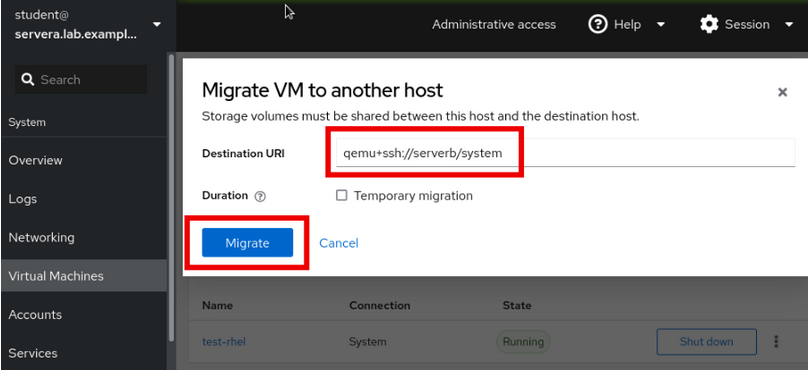 student@
servera.lab.exampl...
Administrative access
Help
Session
Search
System
Overview
Logs
Networking
Virtual Machines
Accounts
Services
Migrate VM to another host
Storage volumes must be shared between this host and the destination host.
Destination URI
qemu+ssh://serverb/system
Duration
Temporary migration
Migrate
Cancel
Name Connection State
test-rhel System Running Shut down